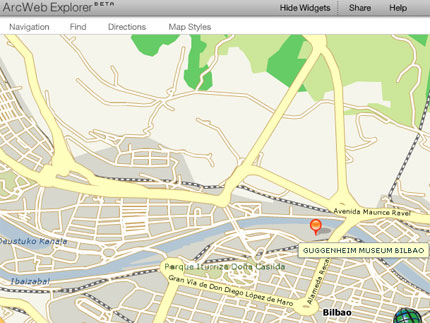 ArcWeb Explorer BETA
Hide Widgets Share Help
Navigation Find Directions Map Styles
Avenida Maurice Ravel
GUGGENHEIM MUSEUM BILBAO
Deustuko Kanala
Parque Iturriza Doña Casilda
Ibaizabal
Gran Vía de Don Diego López de Haro
Alameda Reca
Bilbao